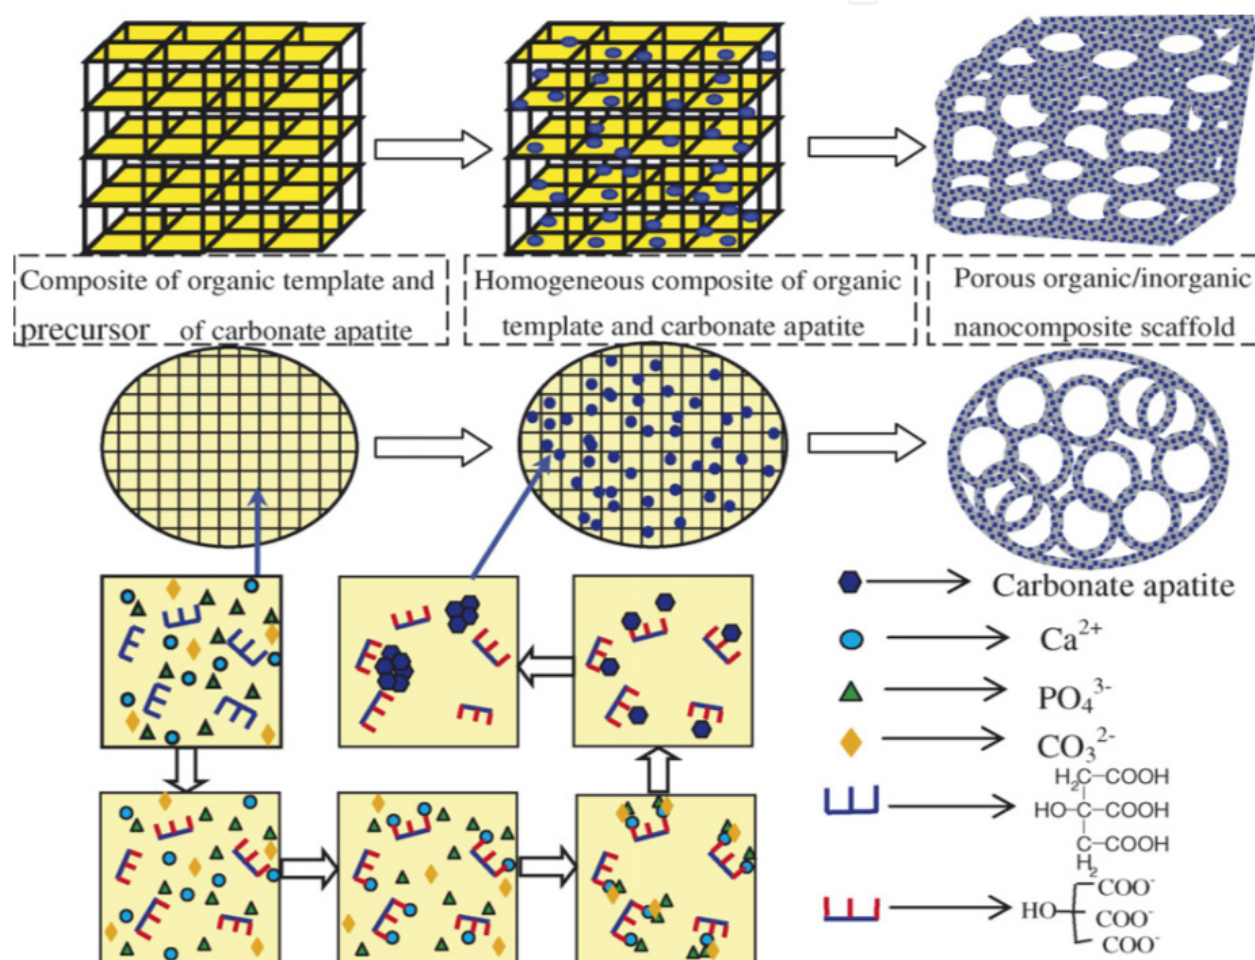 Composite of organic template and
precursor of carbonate apatite
Homogeneous composite of organic
template and carbonate apatite
Porous organic/inorganic
nanocomposite scaffold
Carbonate apatite
Ca²⁺
PO₄³⁻
CO₃²⁻
H₂C–COOH
HO–C–COOH
C–COOH
H₂
COO⁻
HO COO⁻
COO⁻